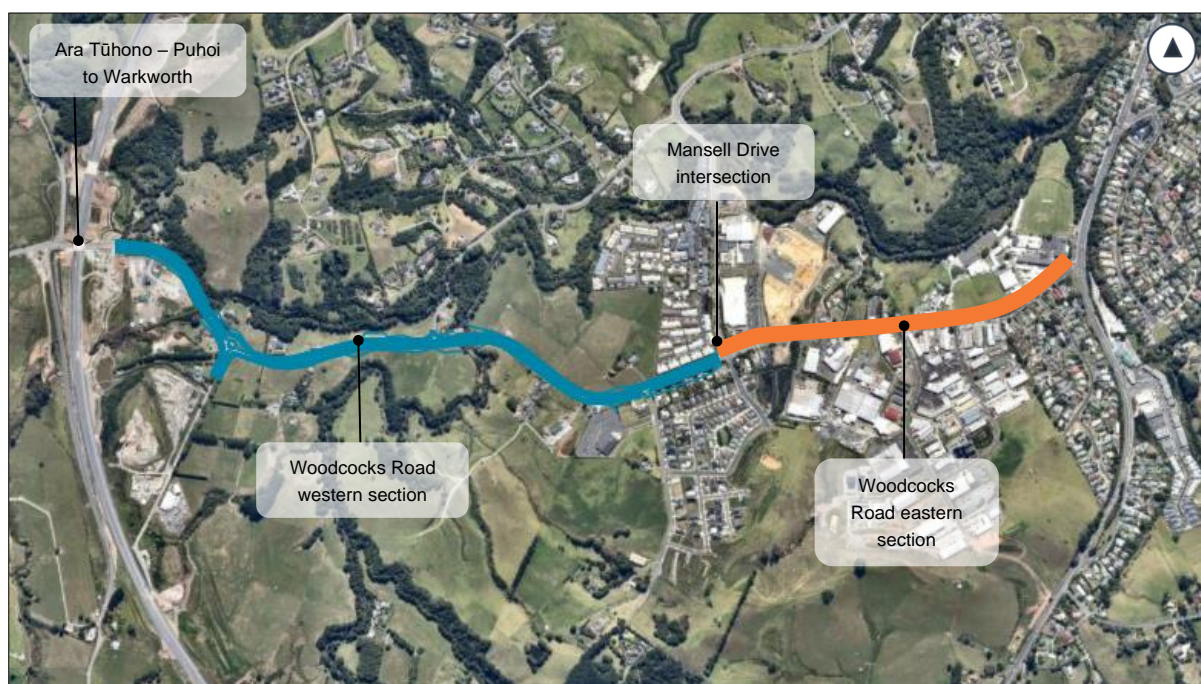 Ara Tūhono – Puhoi
to Warkworth
Mansell Drive
intersection
Woodcocks Road
western section
Woodcocks
Road eastern
section